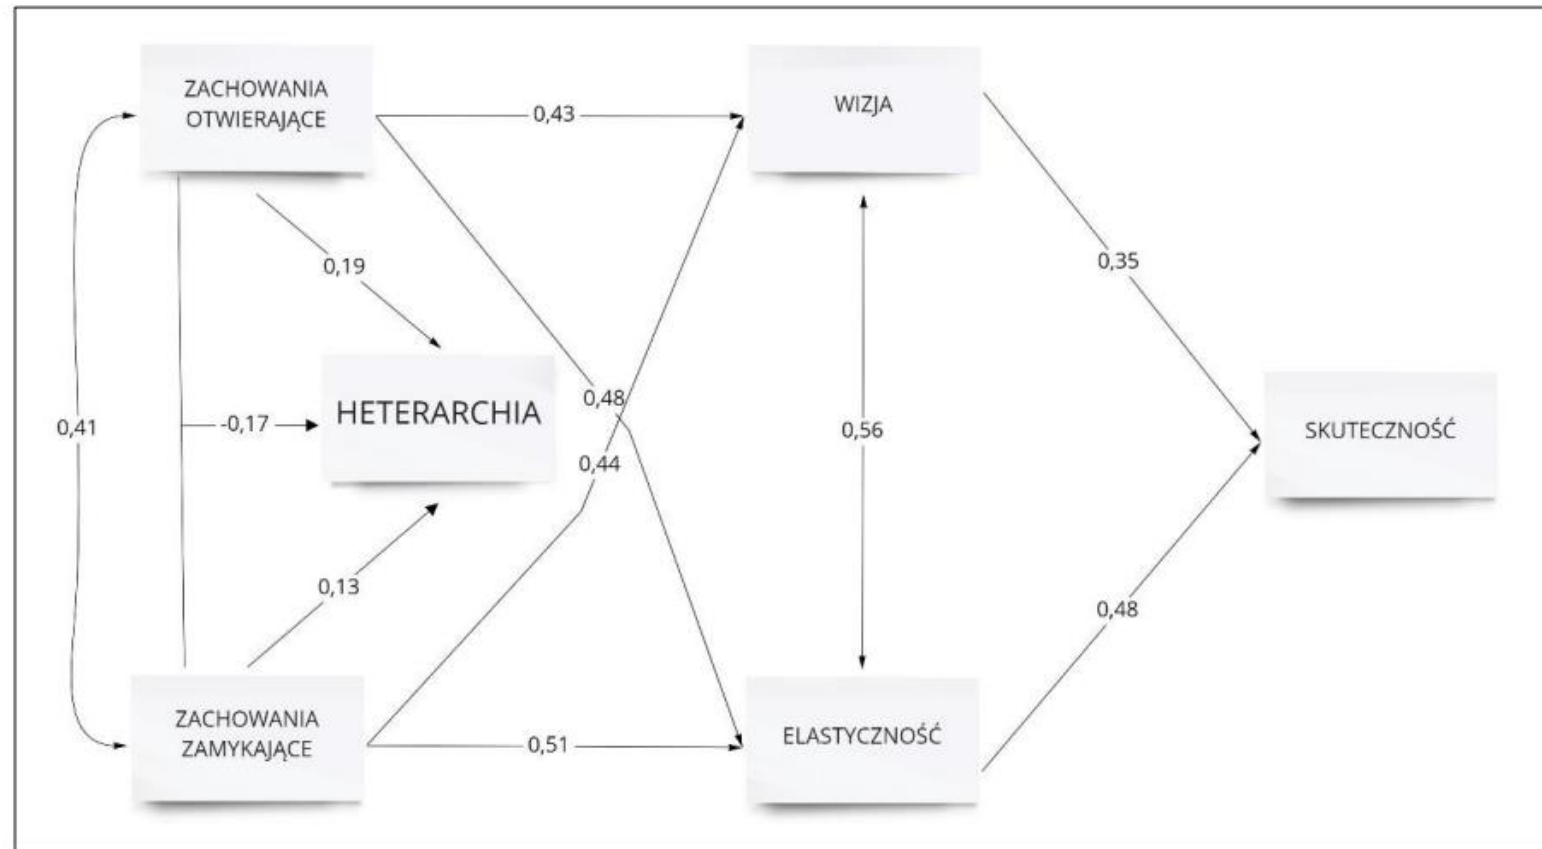 ZACHOWANIA
OTWIERAJĄCE
WIZJA
0,43
0,19
0,35
0,48
HETERARCHIA
-0,17
0,41
0,56
SKUTECZNOŚĆ
0,44
0,13
0,48
ZACHOWANIA
ZAMYKAJĄCE
0,51
ELASTYCZNOŚĆ